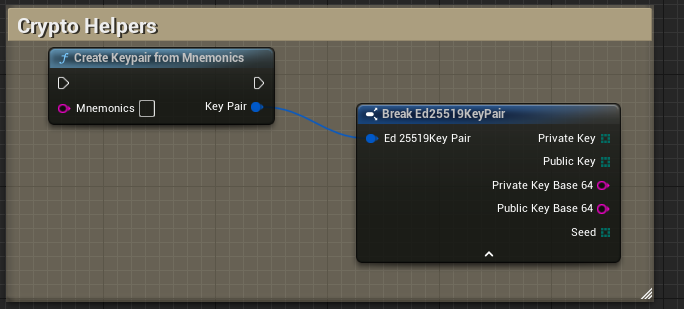 Crypto Helpers
f Create Keypair from Mnemonics
Mnemonics
Key Pair
Break Ed25519KeyPair
Ed 25519Key Pair
Private Key
Public Key
Private Key Base 64
Public Key Base 64
Seed